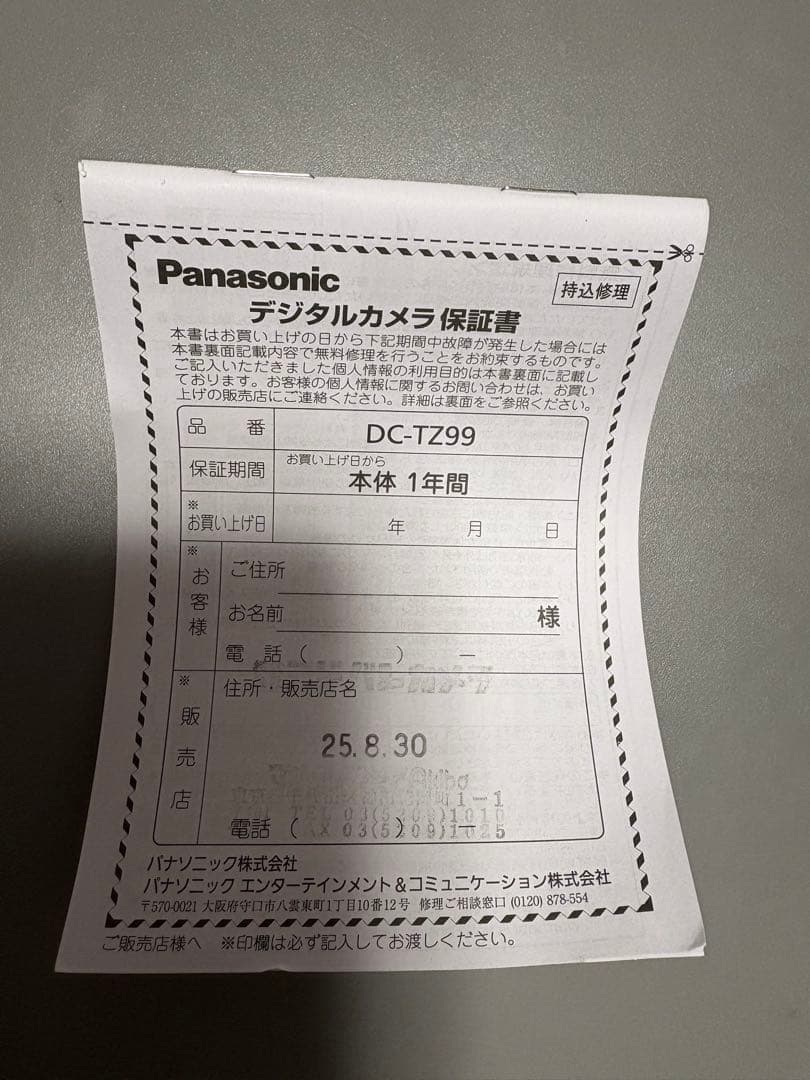 Panasonic
持込修理
デジタルカメラ保証書
本書はお買い上げの日から下記期間中故障が発生した場合には
本書裏面記載内容で無料修理を行うことをお約束するものです。
ご記入いただきました個人情報の利用目的は本書裏面に記載し
ております。お客様の個人情報に関するお問い合わせは、お買い
上げの販売店にご連絡ください。詳細は裏面をご参照ください。
品 番 DC-TZ99
保証期間 お買い上げ日から
本体 1年間
※お買い上げ日 年 月 日
※お客様 ご住所
お名前 様
電 話 ( ) ―
※販売店 住所・販売店名
25.8.30
1-1
TEL 03(5209)1010
電話 ( ) ―
FAX 03(5209)1025
パナソニック株式会社
パナソニック エンターテインメント&コミュニケーション株式会社
〒570-0021 大阪府守口市八雲東町1丁目10番12号 修理ご相談窓口 (0120) 878-554
ご販売店様へ ※印欄は必ず記入してお渡しください。